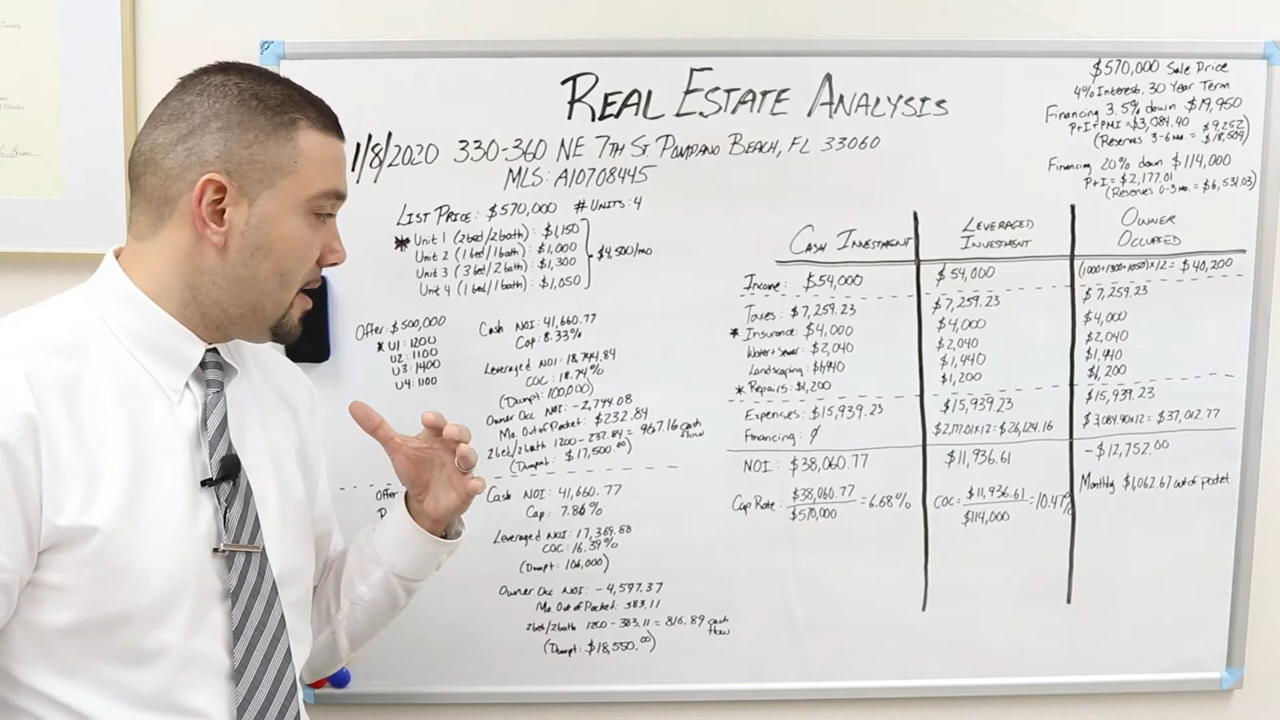 REAL ESTATE ANALYSIS
1/8/2020 330-360 NE 7TH ST. POMPANO BEACH, FL 33060
MLS: A10708445
LIST PRICE: $570,000 # UNITS: 4
* Unit 1 (2bed/2bath): $1,150
Unit 2 (1bed/1bath): $1,000
Unit 3 (3bed/2bath): $1,300
Unit 4 (1bed/1bath): $1,050
$4,500/mo
Offer: $500,000
* U1: 1200
U2: 1100
U3: 1400
U4: 1100
Cash NOI: 41,660.77
Cap: 8.33%
Leveraged NOI: 18,744.84
COC: 18.74%
(Dwnpt: 100,000)
Owner Occ NOI: -2,744.08
Mo. Out of Pocket: $232.84
2bed/2bath 1200-232.84 = 967.16 cash flow
(Dwnpmt: $17,500.00)
Offer
Cash NOI: 41,660.77
Cap: 7.86%
Leveraged NOI: 17,369.88
COC: 16.39%
(Dwnpt: 106,000)
Owner Occ NOI: -4,597.37
Mo. Out of Pocket: 383.11
2bed/2bath 1200-383.11 = 816.89 cash flow
(Dwnpt: $18,550.00)
$570,000 Sale Price
4% Interest, 30 Year Term
Financing 3.5% down $19,950
P+I+PMI = $3,084.40 $9,252
(Reserves 3-6 mo. = $18,504)
Financing 20% down $114,000
P+I = $2,177.01
(Reserves 0-3 mo. = $6,531.03)
CASH INVESTMENT LEVERAGED INVESTMENT OWNER OCCUPIED
Income: $54,000 $54,000 (1000+1300+1050)x12 = $40,200
Taxes: $7,259.23 $7,259.23 $7,259.23
* Insurance: $4,000 $4,000 $4,000
Water+Sewer: $2,040 $2,040 $2,040
Landscaping: $1,440 $1,440 $1,440
* Repairs: $1,200 $1,200 $1,200
Expenses: $15,939.23 $15,939.23 $15,939.23
Financing: ∅ $2,177.01x12 = $26,124.16 $3,084.40x12 = $37,012.77
NOI: $38,060.77 $11,936.61 -$12,752.00
Cap Rate: $38,060.77 / $570,000 = 6.68% COC = $11,936.61 / $114,000 = 10.47% Monthly $1,062.67 out of pocket